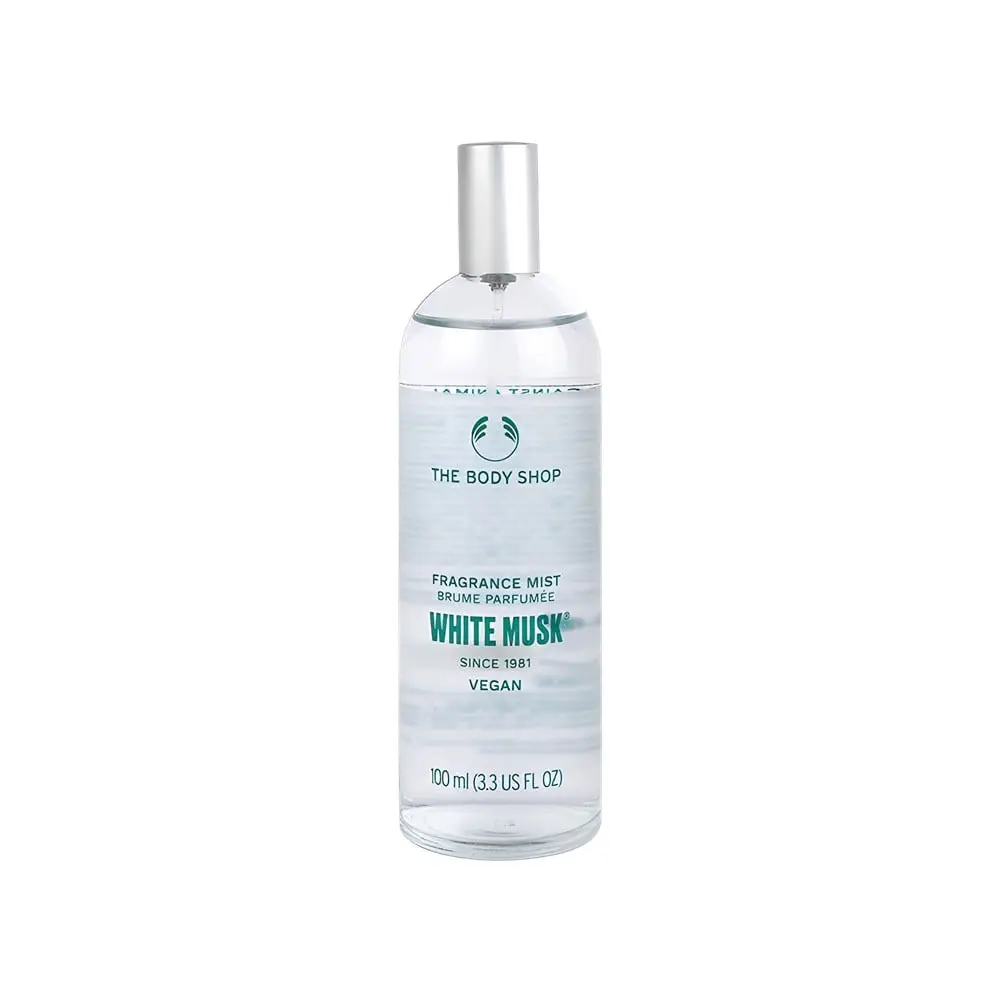 THE BODY SHOP
FRAGRANCE MIST
BRUME PARFUMÉE
WHITE MUSK®
SINCE 1981
VEGAN
100 ml (3.3 US FL OZ)